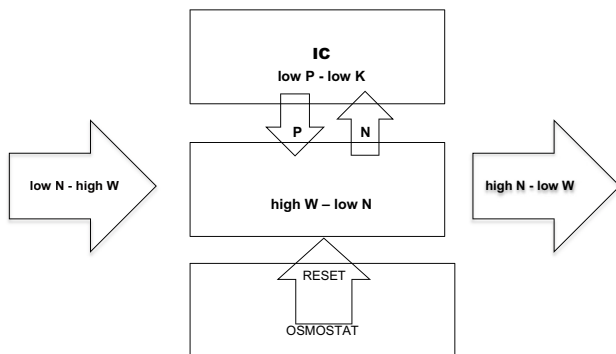 IC
low P - low K
P
N
low N - high W
high N - low W
high W – low N
RESET
OSMOSTAT